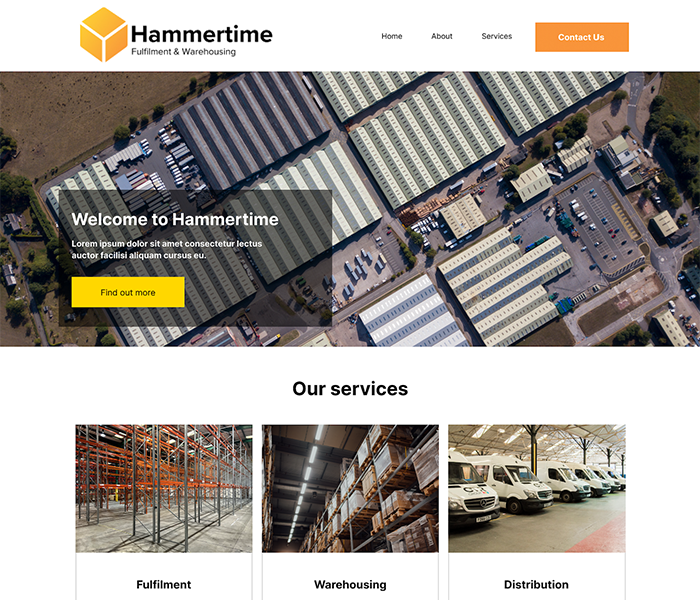 Hammertime
Fulfilment & Warehousing
Home
About
Services
Contact Us
Welcome to Hammertime
Lorem ipsum dolor sit amet consectetur lectus
auctor facilisi aliquam cursus eu.
Find out more
Our services
Fulfilment
Warehousing
Distribution